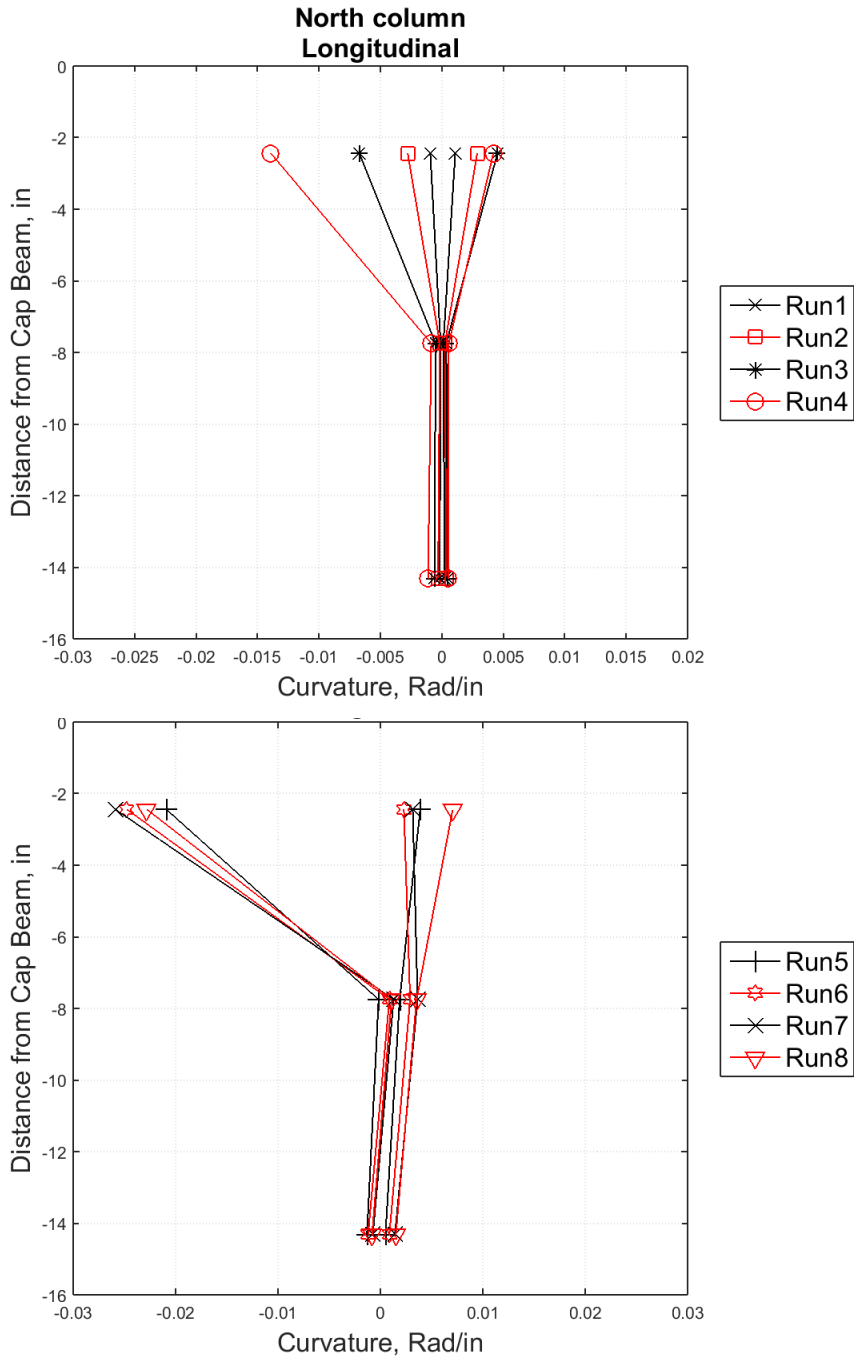 North column
Longitudinal
0
-2
-4
-6
-8
-10
-12
-14
-16
Distance from Cap Beam, in
-0.03 -0.025 -0.02 -0.015 -0.01 -0.005 0 0.005 0.01 0.015 0.02
Curvature, Rad/in
Run1
Run2
Run3
Run4
0
-2
-4
-6
-8
-10
-12
-14
-16
Distance from Cap Beam, in
-0.03 -0.02 -0.01 0 0.01 0.02 0.03
Curvature, Rad/in
Run5
Run6
Run7
Run8